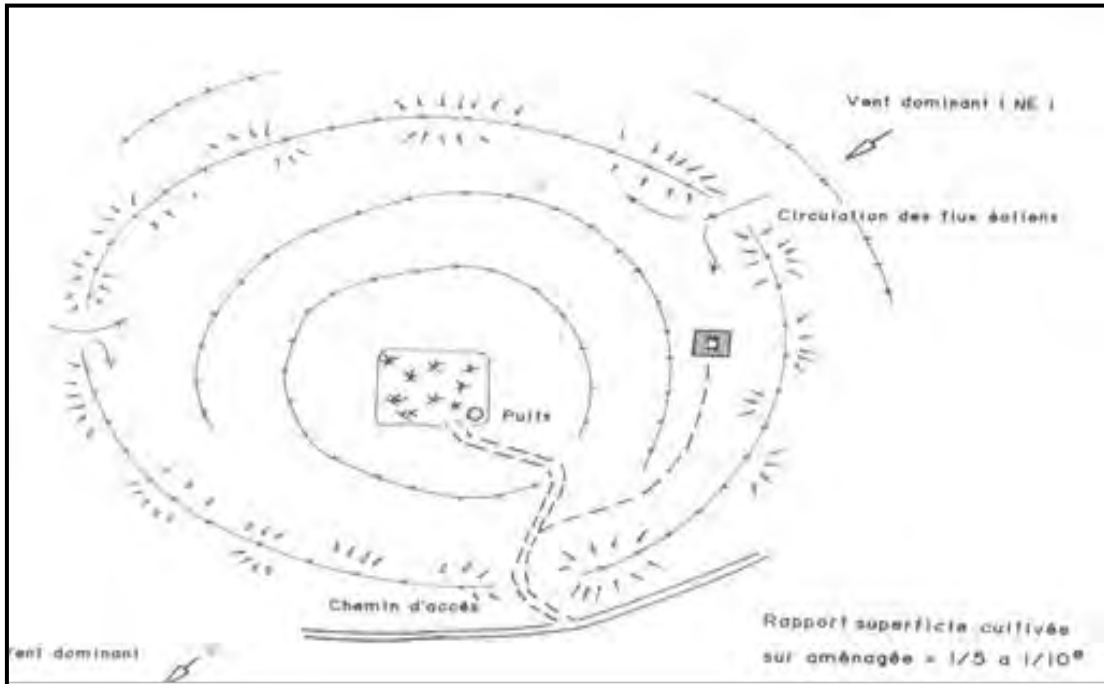 Vent dominant ( NE )
Circulation des flux éoliens
Puits
Chemin d'accès
Rapport superficie cultivée
sur aménagée = 1/5 a 1/10e
Vent dominant